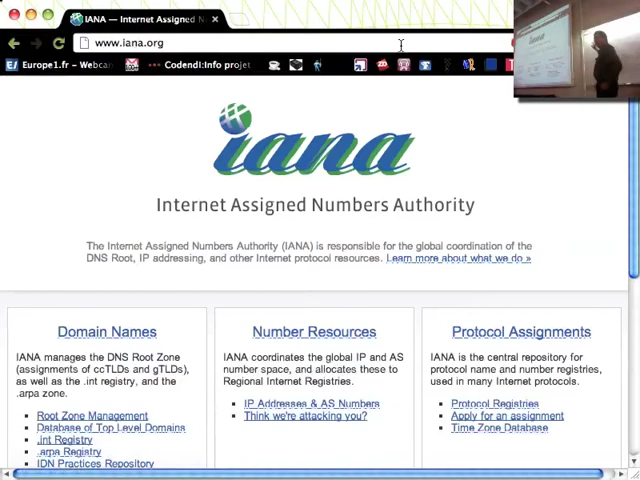 IANA — Internet Assigned N
www.iana.org
Europe1.fr – Webcam
100+
Codendi:Info projet
iana
Internet Assigned Numbers Authority
The Internet Assigned Numbers Authority (IANA) is responsible for the global coordination of the
DNS Root, IP addressing, and other Internet protocol resources. Learn more about what we do »
Domain Names
IANA manages the DNS Root Zone
(assignments of ccTLDs and gTLDs),
as well as the .int registry, and the
.arpa zone.
Root Zone Management
Database of Top Level Domains
.int Registry
.arpa Registry
IDN Practices Repository
Number Resources
IANA coordinates the global IP and AS
number space, and allocates these to
Regional Internet Registries.
IP Addresses & AS Numbers
Think we're attacking you?
Protocol Assignments
IANA is the central repository for
protocol name and number registries,
used in many Internet protocols.
Protocol Registries
Apply for an assignment
Time Zone Database